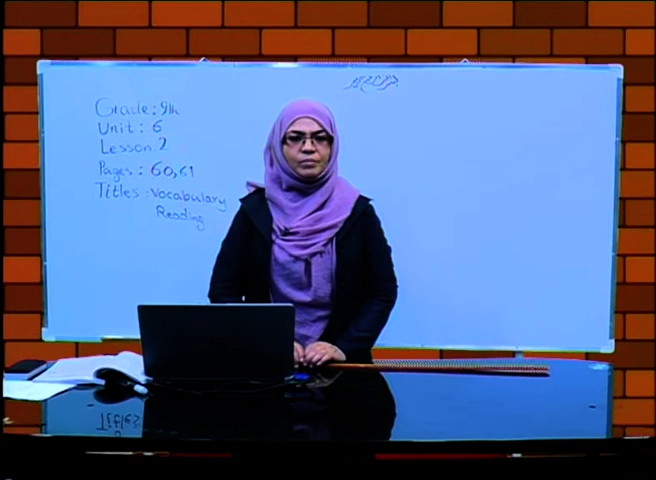 Grade : 9th
Unit : 6
Lesson : 2
Pages : 60,61
Titles : Vocabulary
Reading